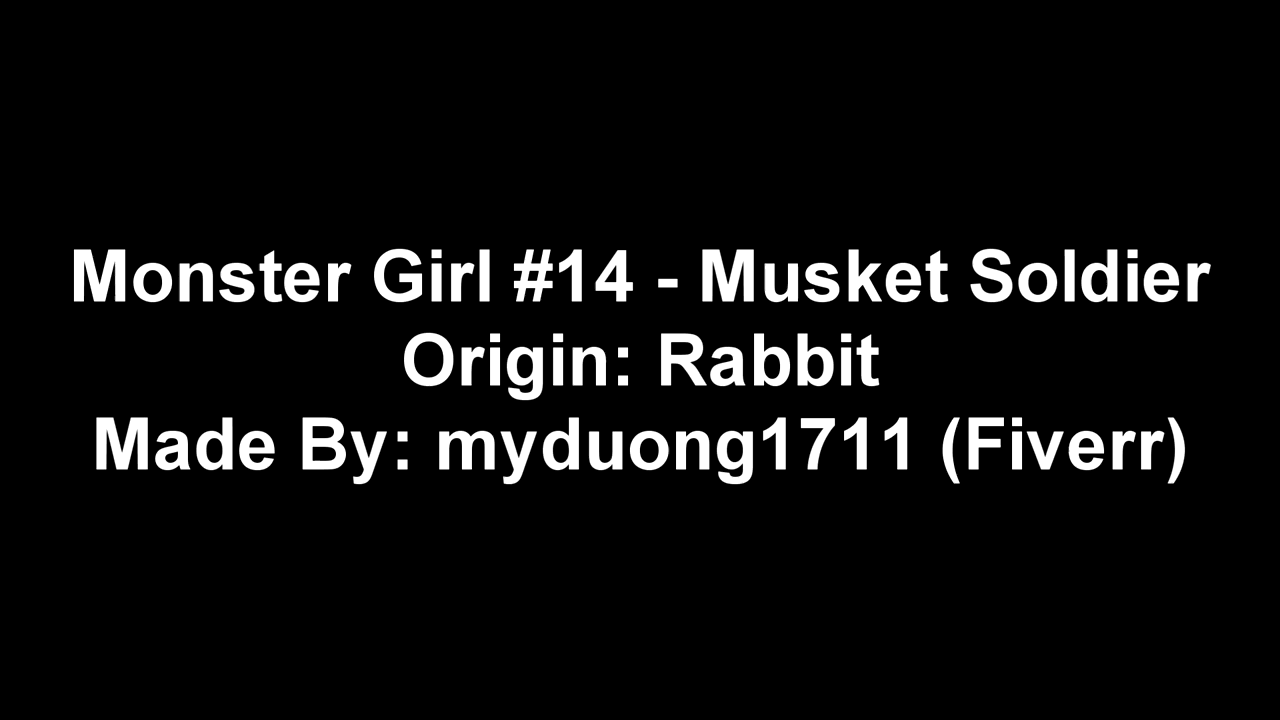 Monster Girl #14 - Musket Soldier
Origin: Rabbit
Made By: myduong1711 (Fiverr)